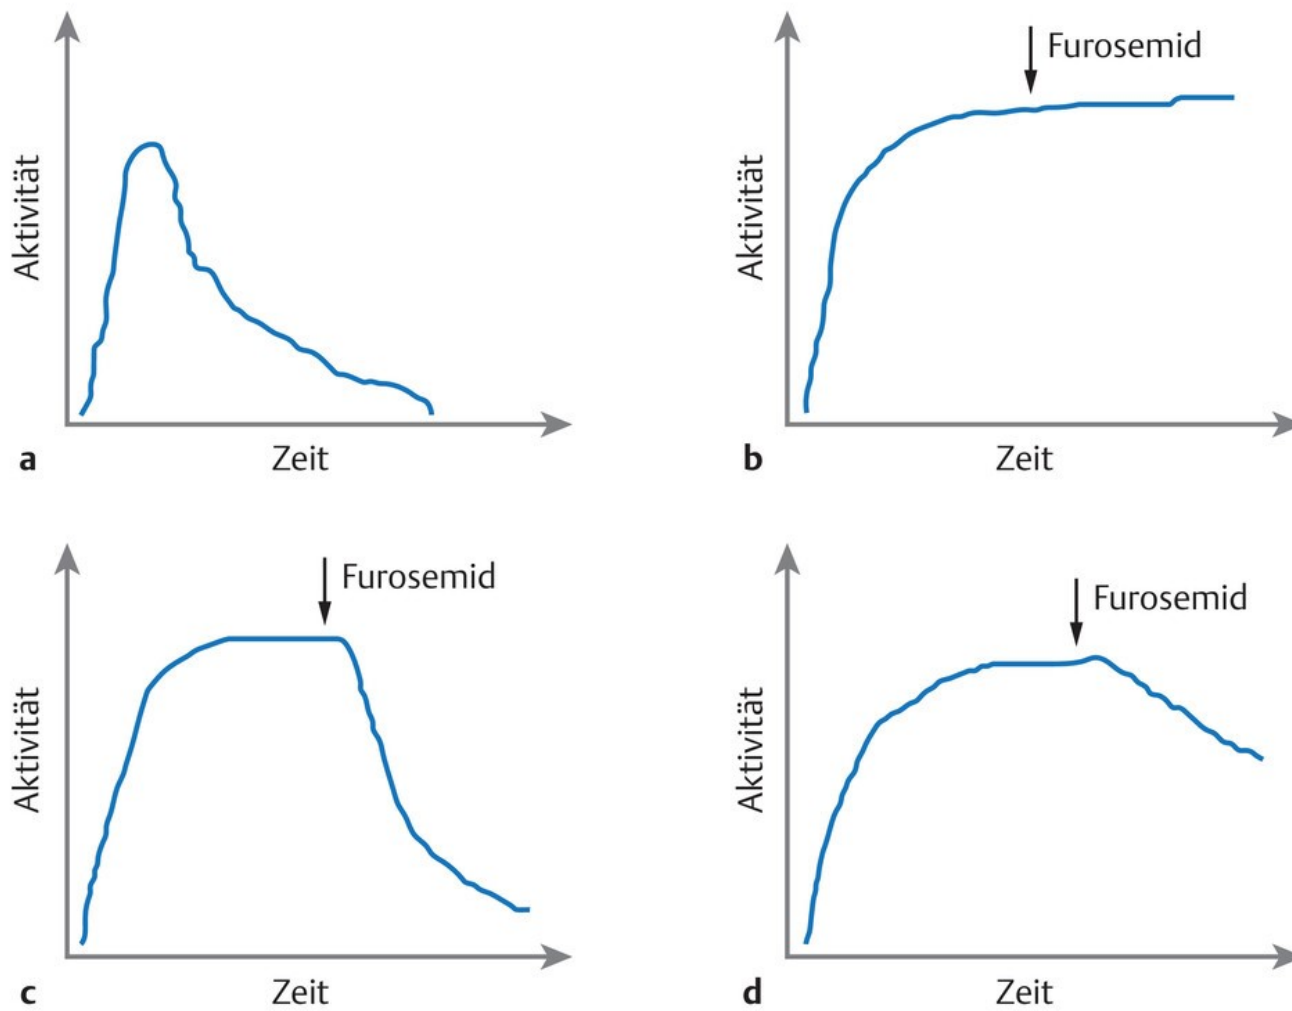 Aktivität
Zeit
a
Furosemid
Aktivität
Zeit
b
Furosemid
Aktivität
Zeit
c
Furosemid
Aktivität
Zeit
d